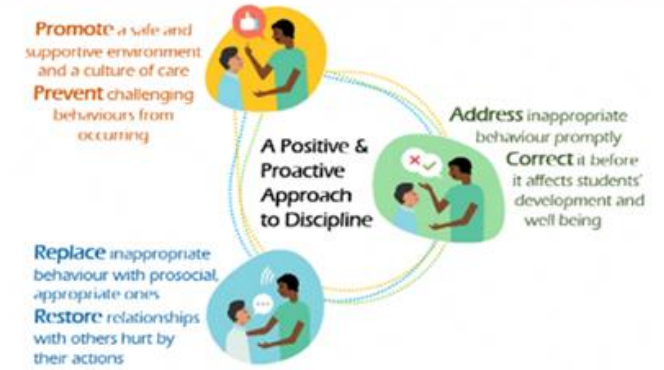 Promote a safe and
supportive environment
and a culture of care
Prevent challenging
behaviours from
occurring
A Positive &
Proactive
Approach
to Discipline
Address inappropriate
behaviour promptly
Correct it before
it affects students'
development and
well being
Replace inappropriate
behaviour with prosocial,
appropriate ones
Restore relationships
with others hurt by
their actions